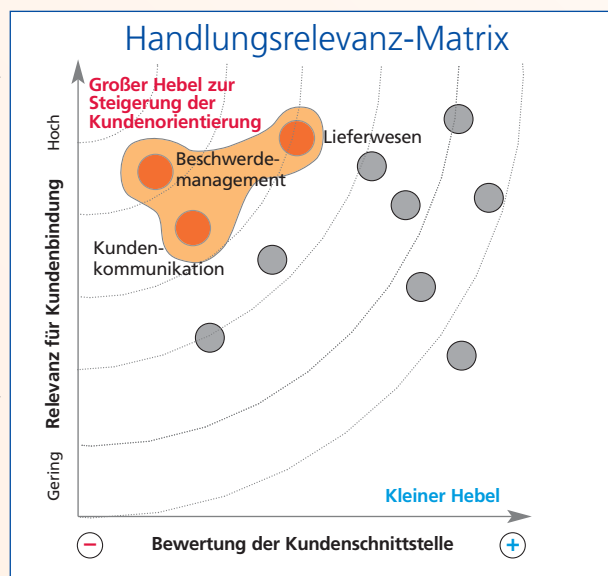 Handlungsrelevanz-Matrix
Großer Hebel zur
Steigerung der
Kundenorientierung
Hoch
Lieferwesen
Beschwerde-
management
Kunden-
kommunikation
Relevanz für Kundenbindung
Gering
Kleiner Hebel
−
Bewertung der Kundenschnittstelle
+